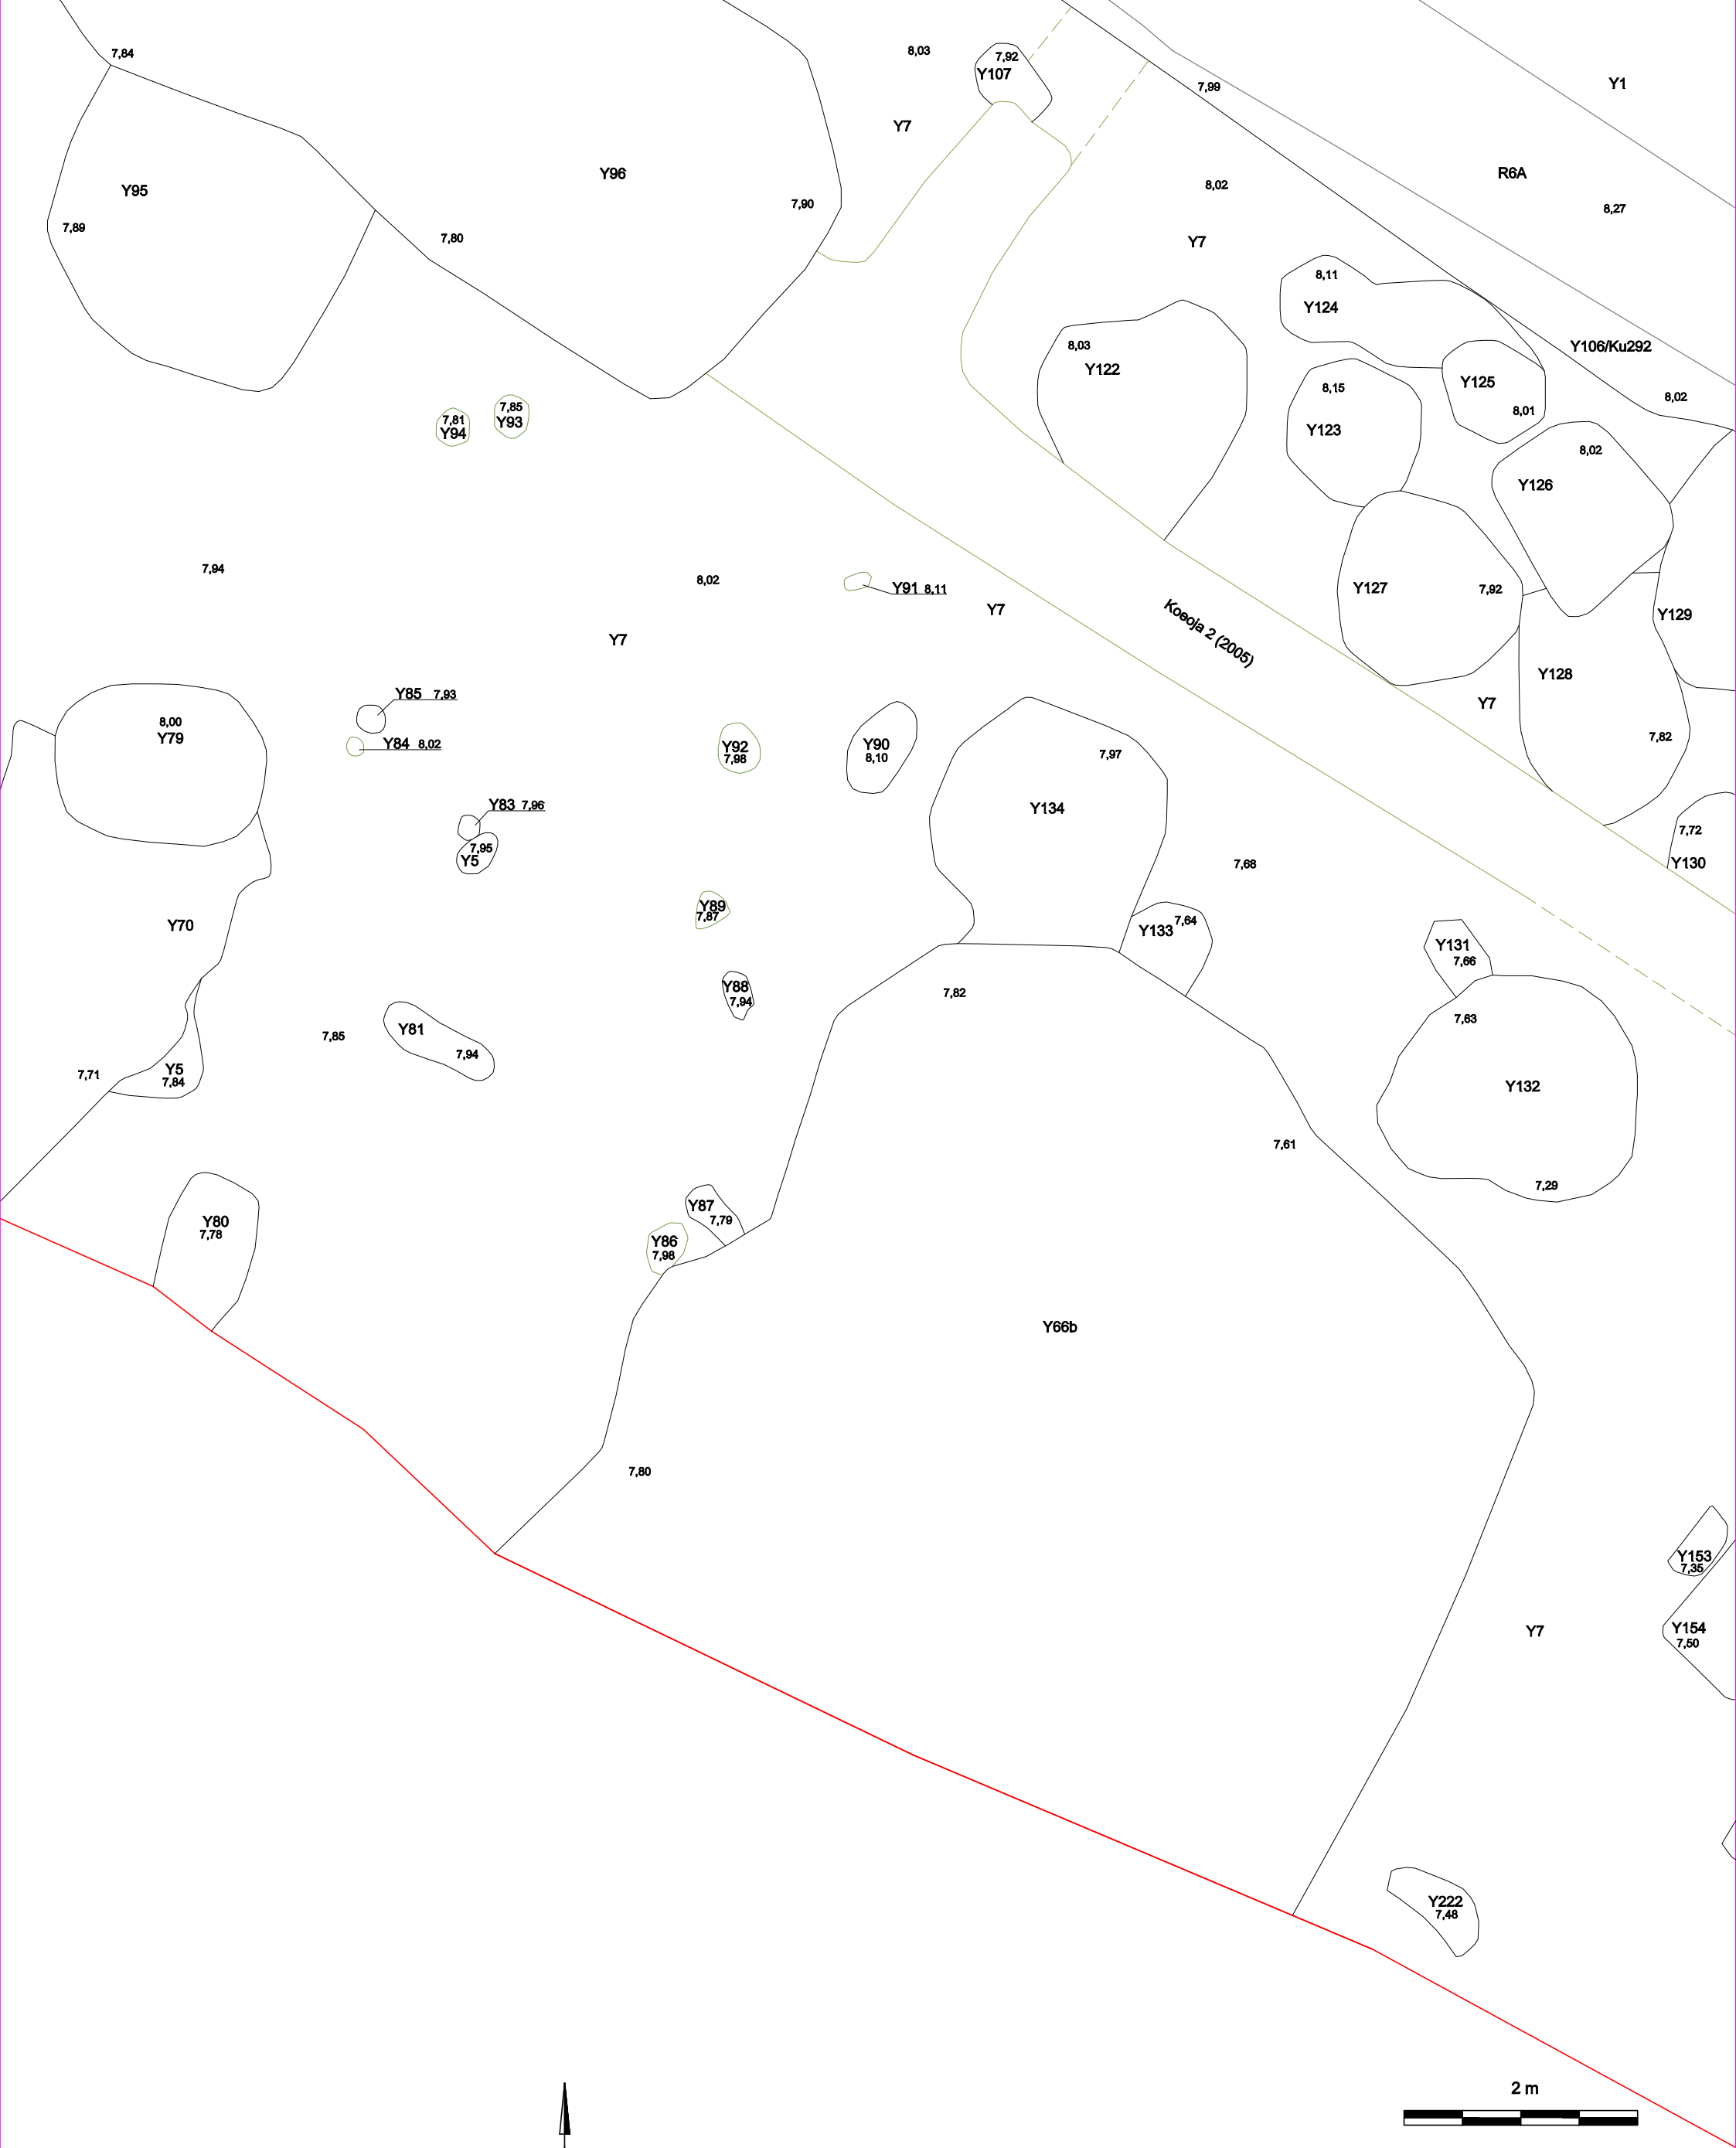 7,84
8,03
7,92
Y107
7,99
Y1
Y7
Y96
R6A
Y95
8,02
7,90
8,27
7,89
7,80
Y7
8,11
Y124
8,03
Y106/Ku292
Y122
Y125
8,15
8,02
7,85
Y93
8,01
7,81
Y94
Y123
8,02
Y126
7,94
8,02
Y91 8,11
Y127
7,92
Y7
Koeoja 2 (2005)
Y129
Y7
Y128
Y85 7,93
Y7
8,00
Y79
7,82
Y84 8,02
Y92
7,98
Y90
8,10
7,97
Y83 7,96
Y134
7,72
Y130
7,95
Y5
7,68
Y89
7,87
Y70
Y133
7,64
Y131
7,66
Y88
7,94
7,82
7,63
Y81
7,85
7,94
Y5
7,84
7,71
Y132
7,61
7,29
Y87
7,79
Y80
7,78
Y86
7,98
Y66b
7,80
Y153
7,35
Y7
Y154
7,50
Y222
7,48
2 m